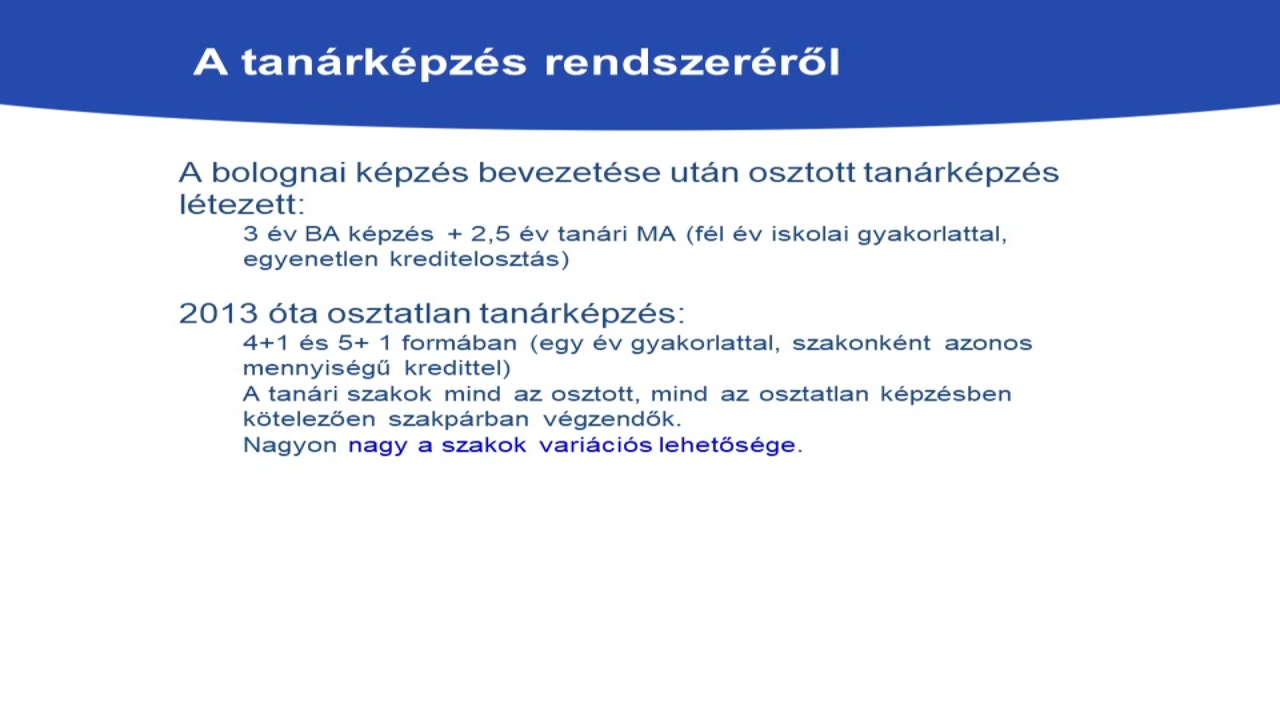 A tanárképzés rendszeréről
A bolognai képzés bevezetése után osztott tanárképzés
létezett:
3 év BA képzés + 2,5 év tanári MA (fél év iskolai gyakorlattal,
egyenetlen kreditelosztás)
2013 óta osztatlan tanárképzés:
4+1 és 5+ 1 formában (egy év gyakorlattal, szakonként azonos
mennyiségű kredittel)
A tanári szakok mind az osztott, mind az osztatlan képzésben
kötelezően szakpárban végzendők.
Nagyon nagy a szakok variációs lehetősége.